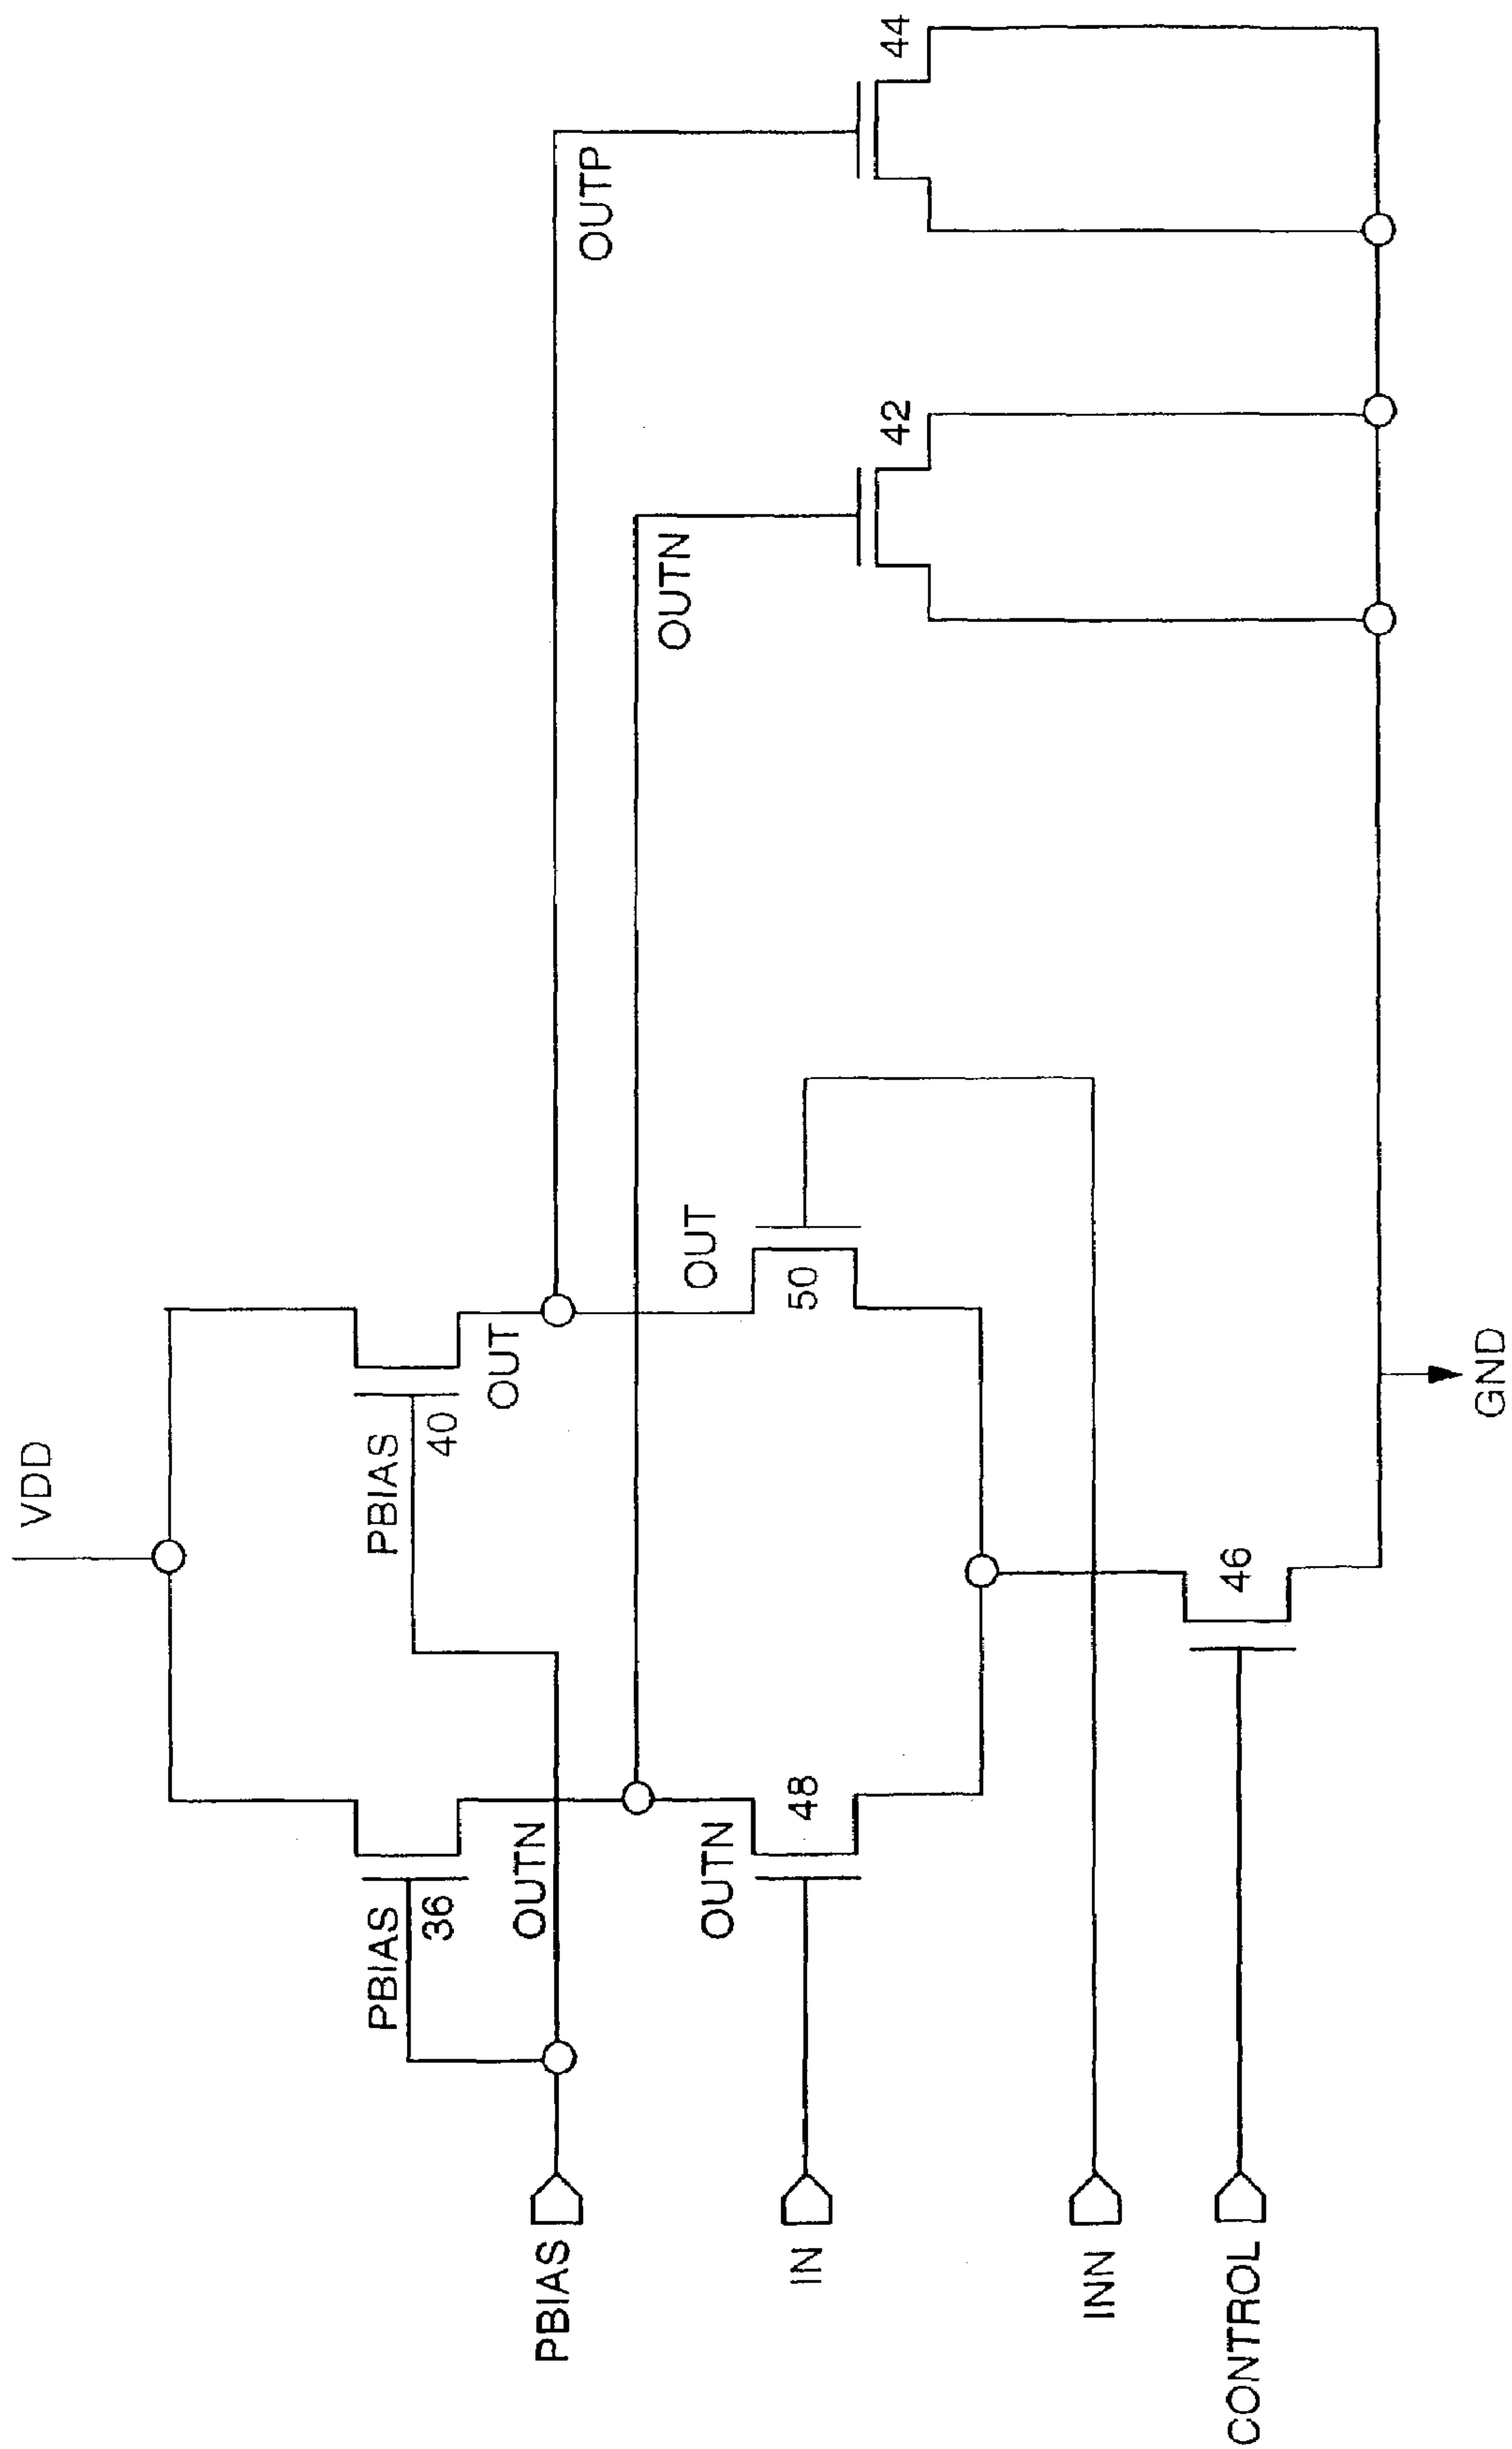 VDD
PBIAS
36
OUTN
PBIAS
40
OUT
OUTP
44
OUTN
42
OUTN
48
OUT
50
PBIAS
IN
INN
CONTROL
46
GND